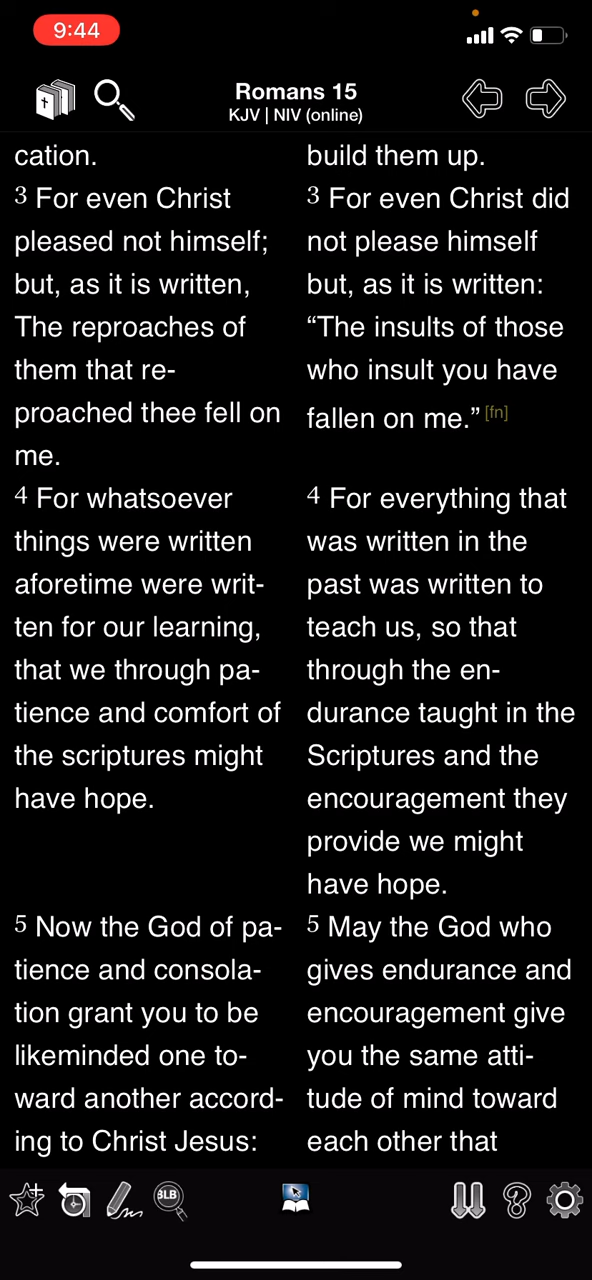 9:44
Romans 15
KJV | NIV (online)
cation.
3 For even Christ
pleased not himself;
but, as it is written,
The reproaches of
them that re-
proached thee fell on
me.
4 For whatsoever
things were written
aforetime were writ-
ten for our learning,
that we through pa-
tience and comfort of
the scriptures might
have hope.
5 Now the God of pa-
tience and consola-
tion grant you to be
likeminded one to-
ward another accord-
ing to Christ Jesus:
build them up.
3 For even Christ did
not please himself
but, as it is written:
“The insults of those
who insult you have
fallen on me.” [fn]
4 For everything that
was written in the
past was written to
teach us, so that
through the en-
durance taught in the
Scriptures and the
encouragement they
provide we might
have hope.
5 May the God who
gives endurance and
encouragement give
you the same atti-
tude of mind toward
each other that
BLB